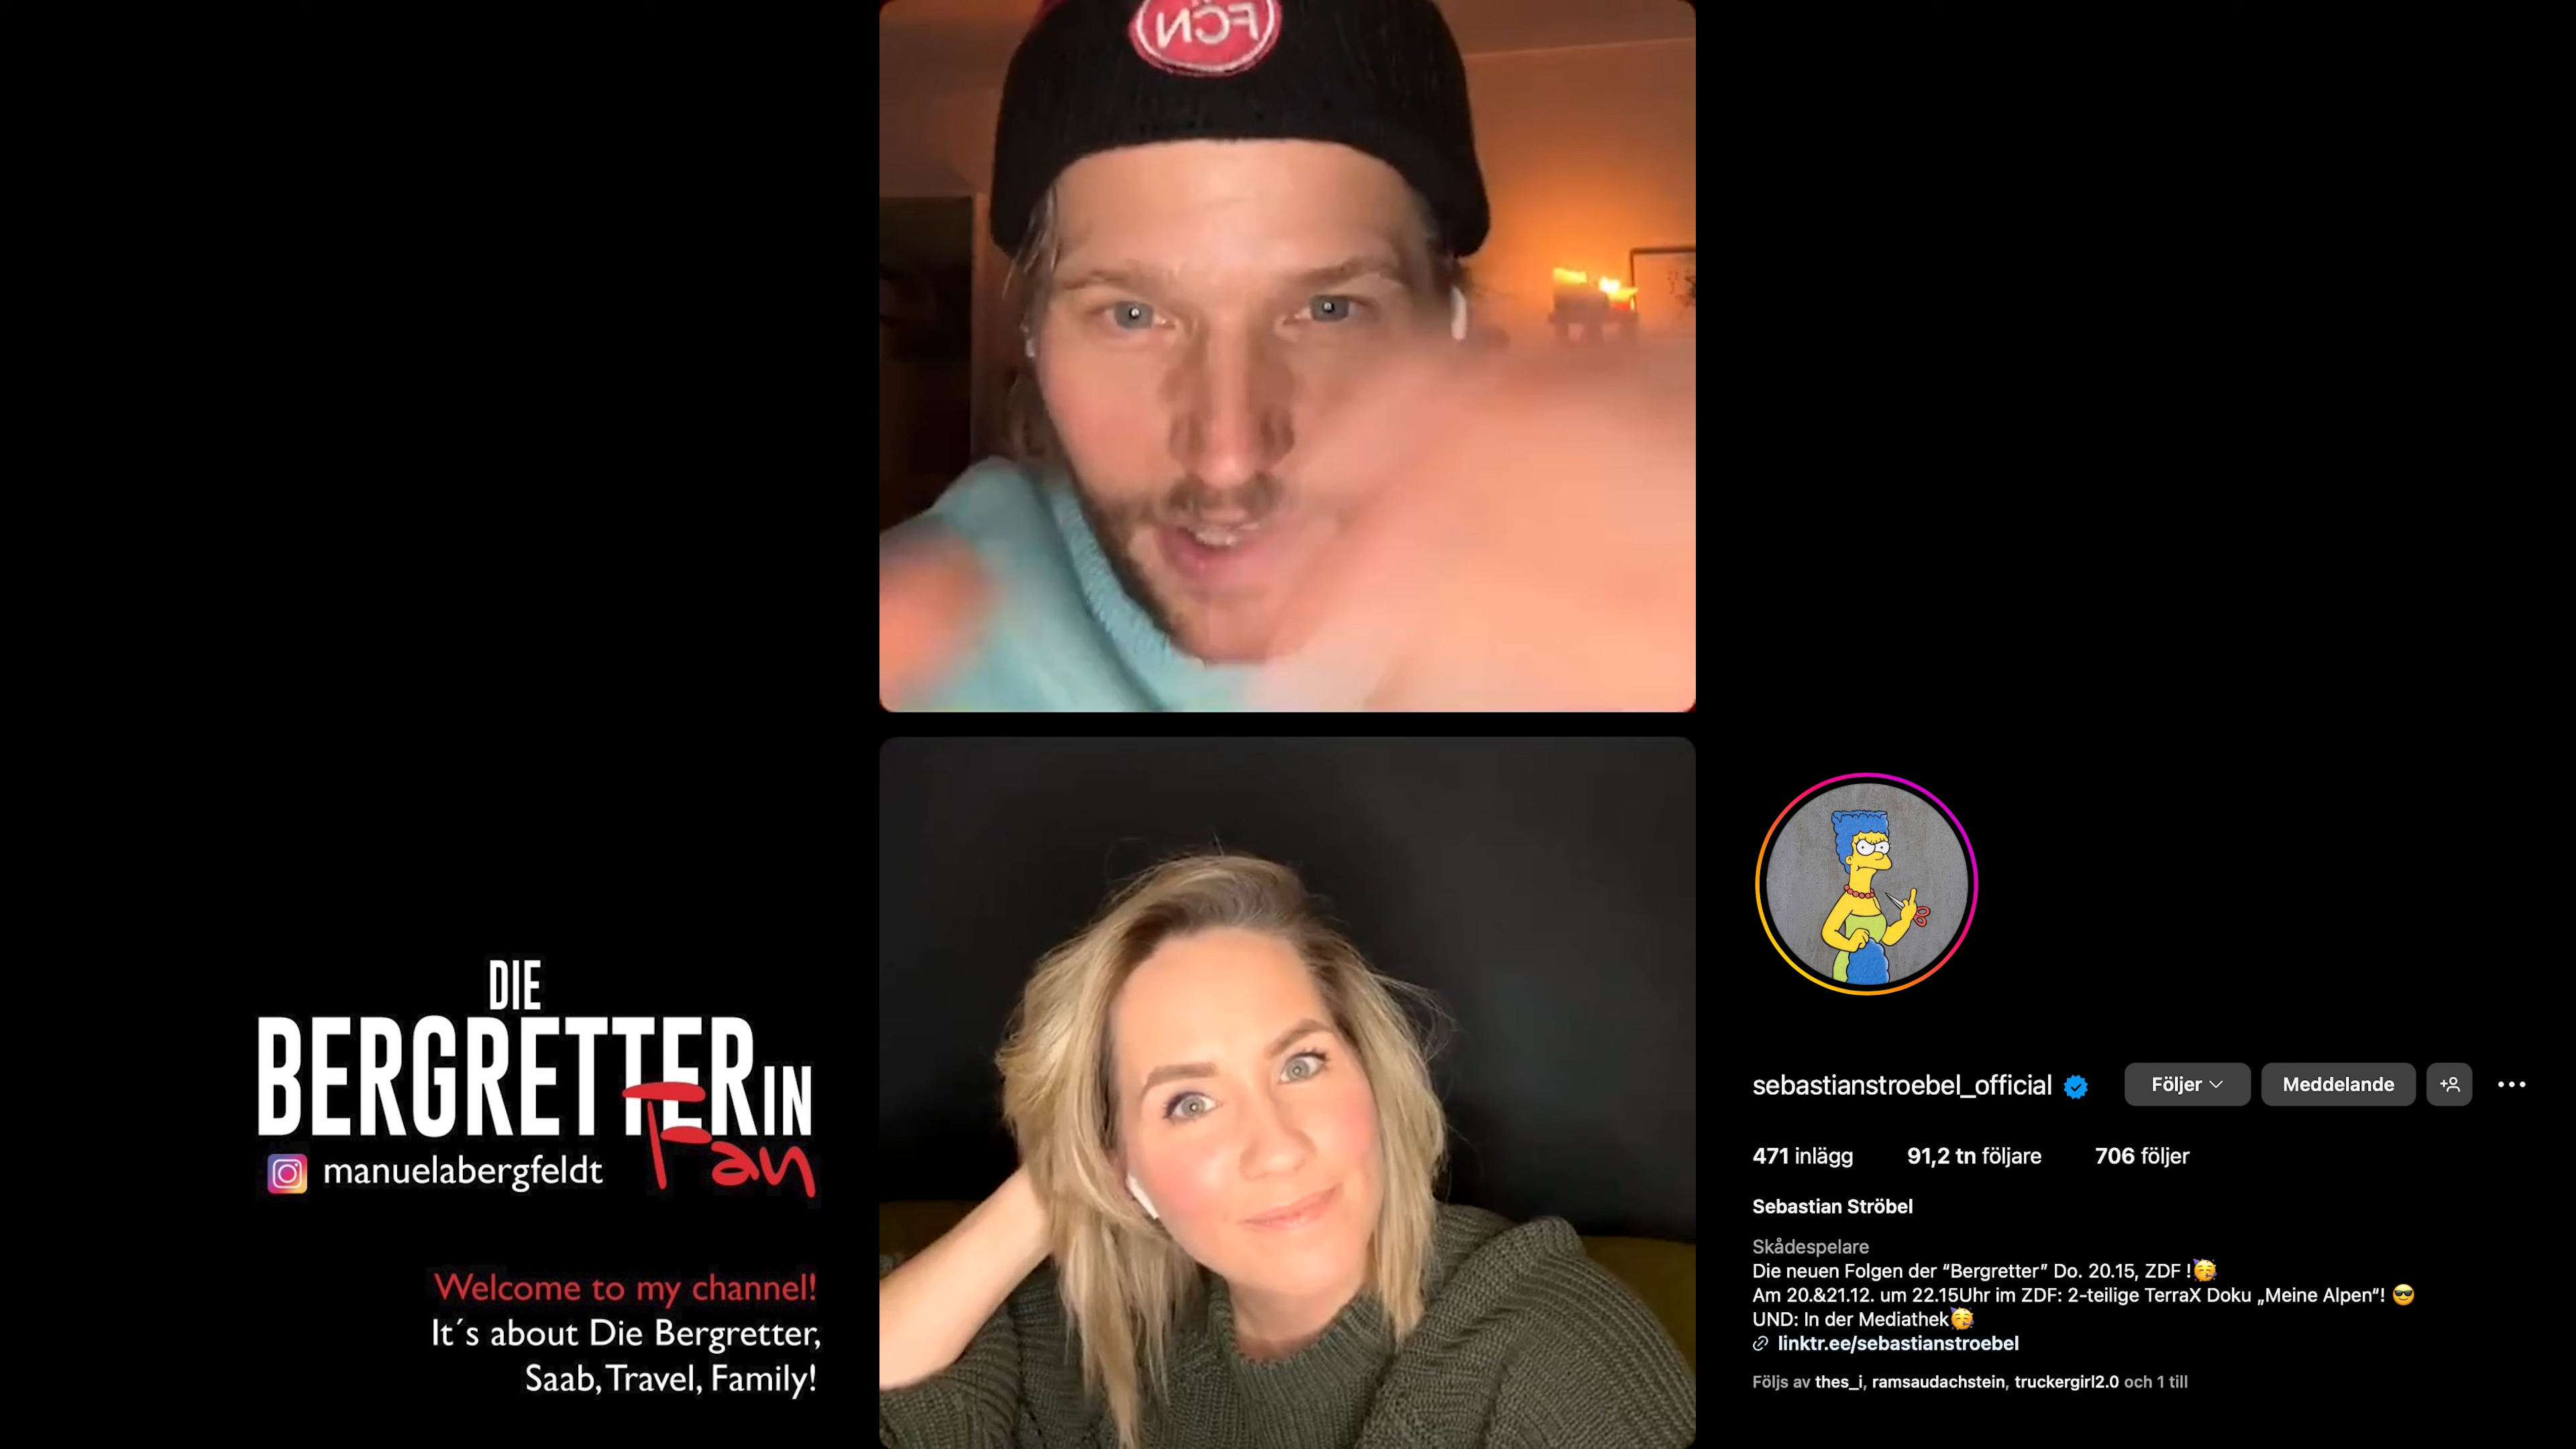 FCN
DIE
BERGRETTERIN
Fan
manuelabergfeldt
Welcome to my channel!
It´s about Die Bergretter,
Saab, Travel, Family!
sebastianstroebel_official
Följer
Meddelande
471 inlägg 91,2 tn följare 706 följer
Sebastian Ströbel
Skådespelare
Die neuen Folgen der “Bergretter” Do. 20.15, ZDF !🥳
Am 20.&21.12. um 22.15Uhr im ZDF: 2-teilige TerraX Doku „Meine Alpen“! 😎
UND: In der Mediathek🥳
linktr.ee/sebastianstroebel
Följs av thes_i, ramsaudachstein, truckergirl2.0 och 1 till